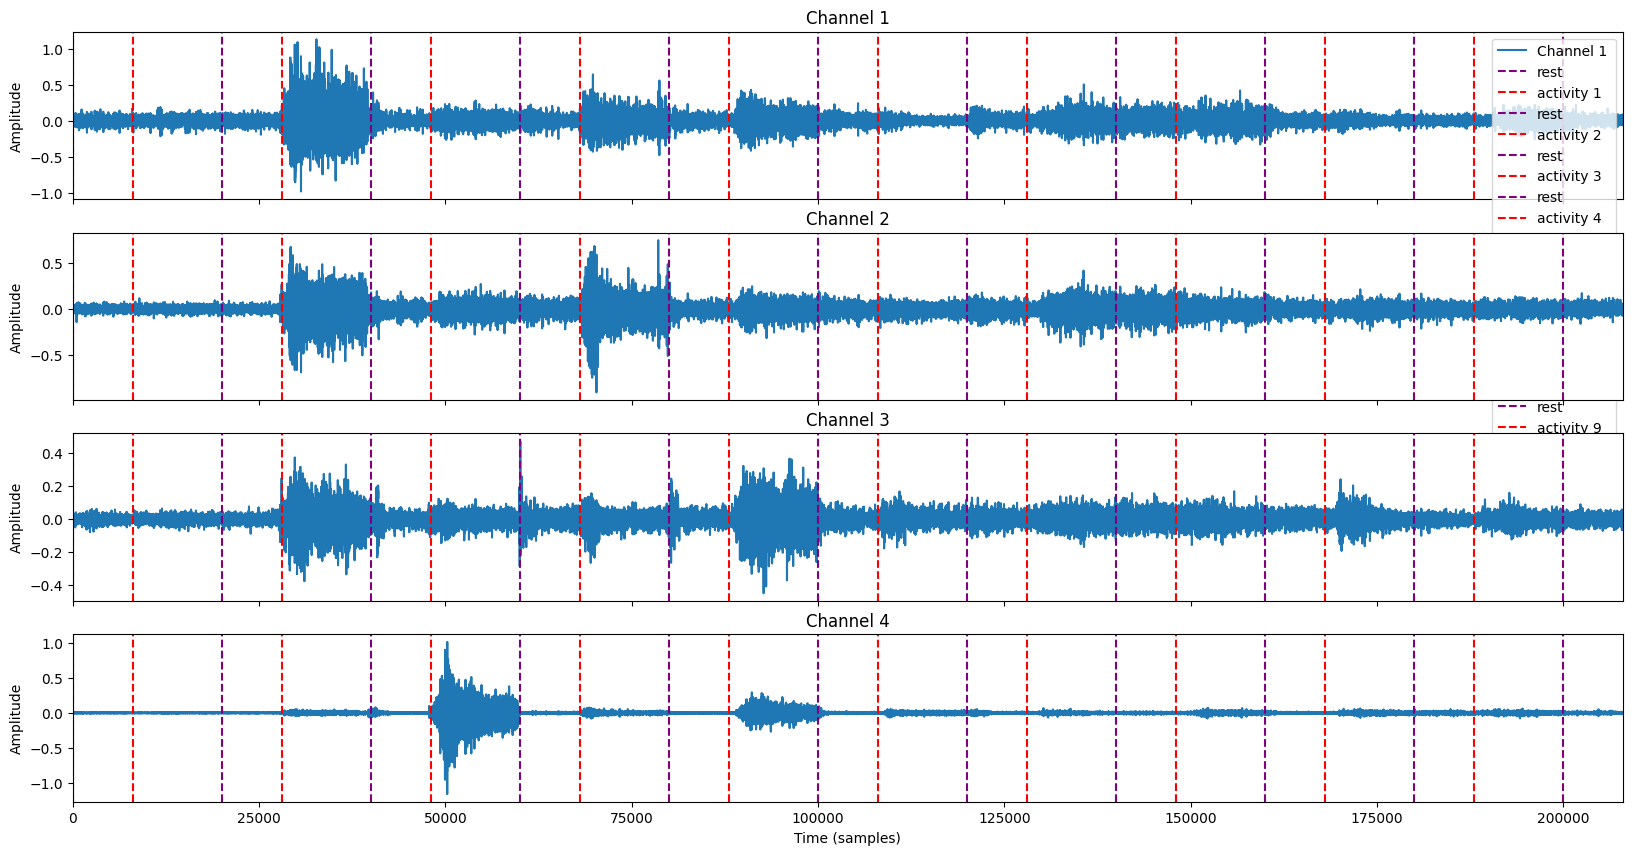 Channel 1
Amplitude
1.0
0.5
0.0
−0.5
−1.0
Channel 1
rest
activity 1
rest
activity 2
rest
activity 3
rest
activity 4
Channel 2
Amplitude
0.5
0.0
−0.5
rest
activity 9
Channel 3
Amplitude
0.4
0.2
0.0
−0.2
−0.4
Channel 4
Amplitude
1.0
0.5
0.0
−0.5
−1.0
0 25000 50000 75000 100000 125000 150000 175000 200000
Time (samples)